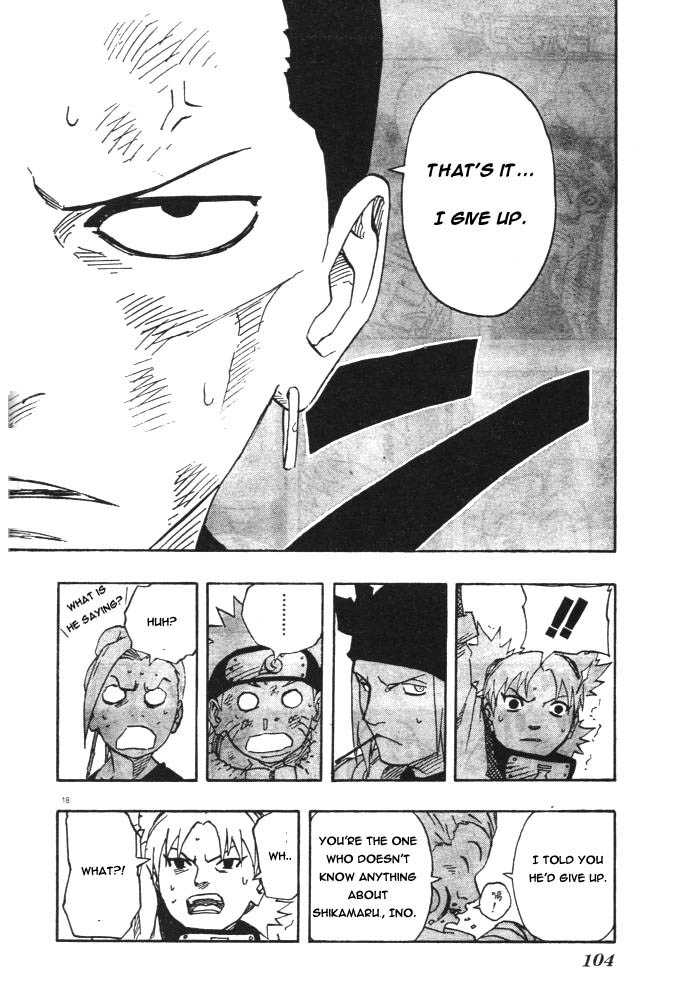 THAT'S IT...
I GIVE UP.
!!
........
HUH?
WHAT IS
HE SAYING?
I TOLD YOU
HE'D GIVE UP.
YOU'RE THE ONE
WHO DOESN'T
KNOW ANYTHING
ABOUT
SHIKAMARU, INO.
WH..
WHAT?!
18
104